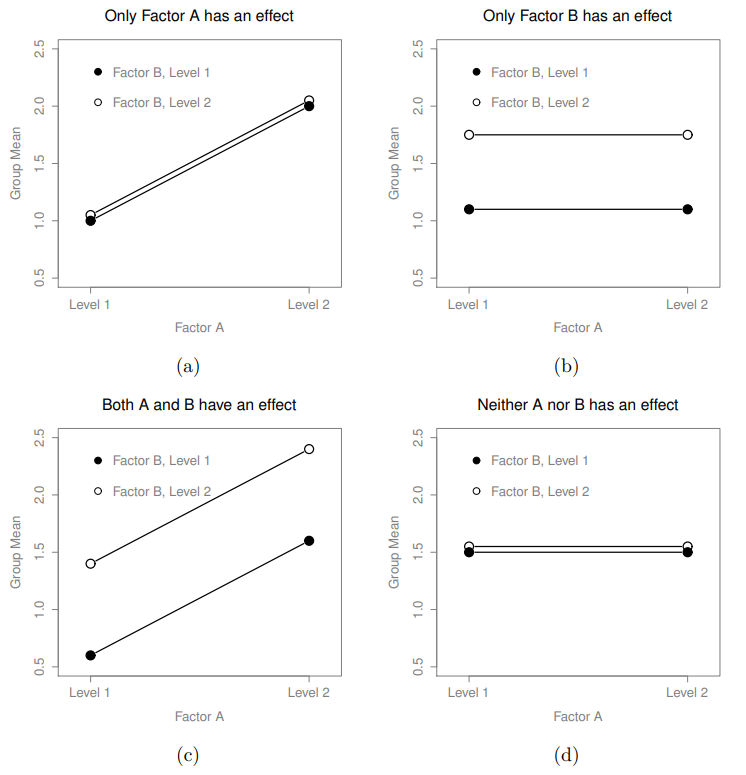 Only Factor A has an effect
2.5
2.0
1.5
1.0
0.5
Group Mean
Factor B, Level 1
Factor B, Level 2
Level 1
Level 2
Factor A
(a)
Only Factor B has an effect
2.5
2.0
1.5
1.0
0.5
Group Mean
Factor B, Level 1
Factor B, Level 2
Level 1
Level 2
Factor A
(b)
Both A and B have an effect
2.5
2.0
1.5
1.0
0.5
Group Mean
Factor B, Level 1
Factor B, Level 2
Level 1
Level 2
Factor A
(c)
Neither A nor B has an effect
2.5
2.0
1.5
1.0
0.5
Group Mean
Factor B, Level 1
Factor B, Level 2
Level 1
Level 2
Factor A
(d)